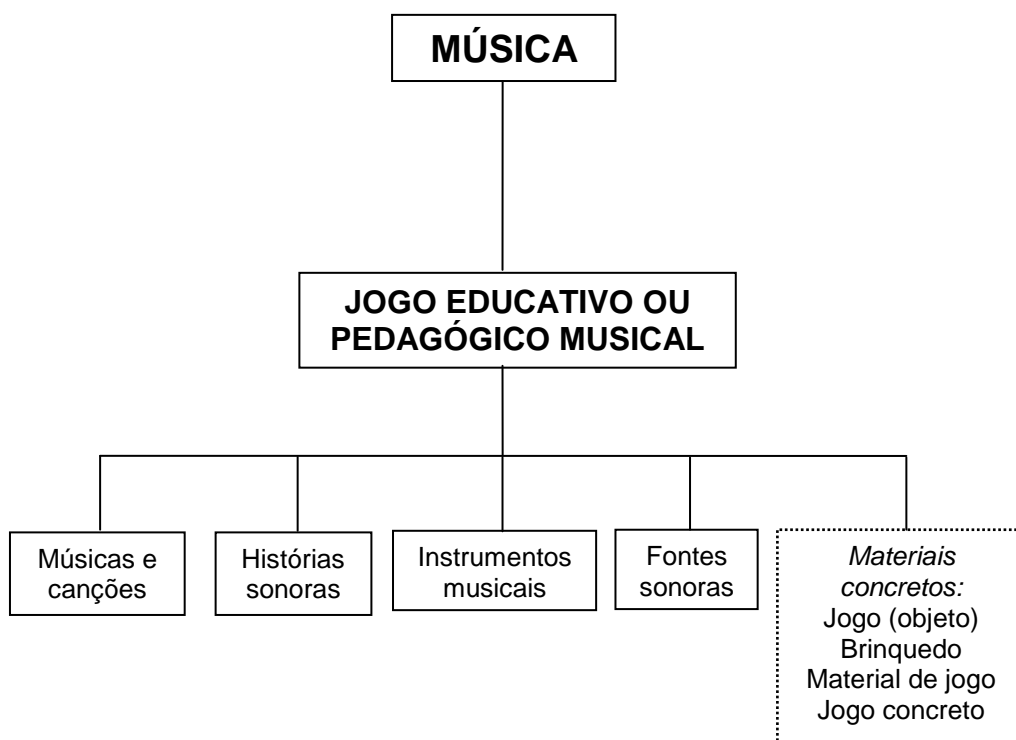 MÚSICA
JOGO EDUCATIVO OU
PEDAGÓGICO MUSICAL
Músicas e
canções
Histórias
sonoras
Instrumentos
musicais
Fontes
sonoras
Materiais
concretos:
Jogo (objeto)
Brinquedo
Material de jogo
Jogo concreto